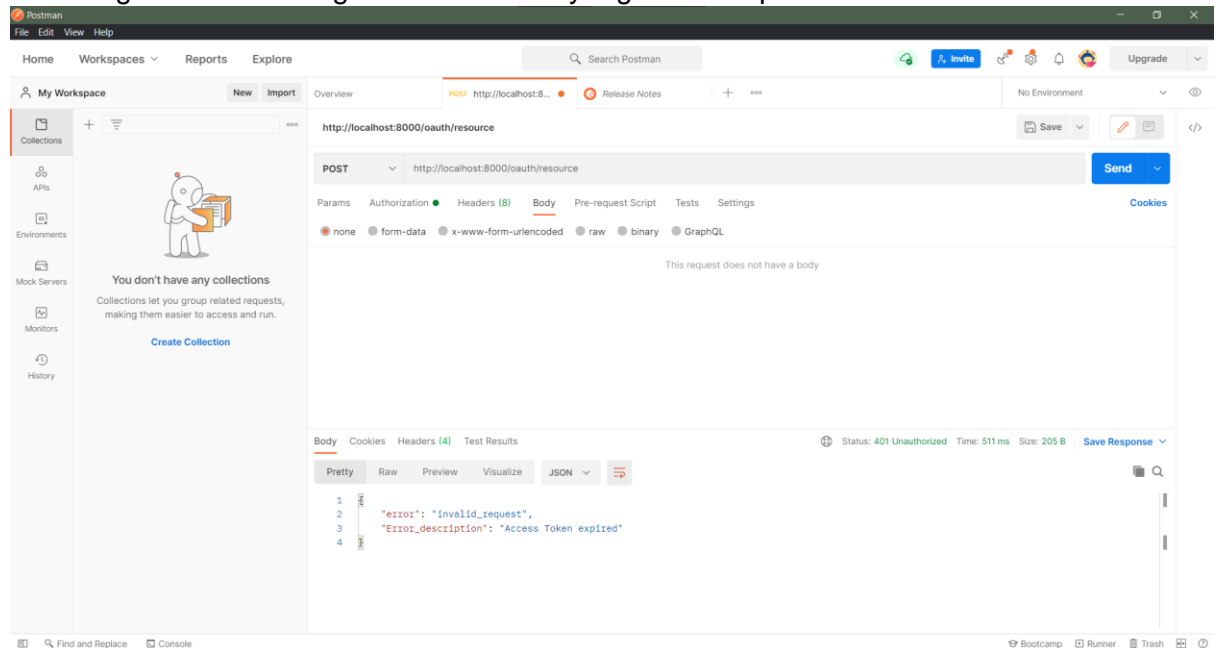 Postman
File Edit View Help
Home Workspaces Reports Explore
Search Postman
Invite
Upgrade
My Workspace New Import
Overview
POST http://localhost:8...
Release Notes
No Environment
Collections
APIs
Environments
Mock Servers
Monitors
History
You don't have any collections
Collections let you group related requests,
making them easier to access and run.
Create Collection
http://localhost:8000/oauth/resource
Save
POST http://localhost:8000/oauth/resource
Send
Params Authorization Headers (8) Body Pre-request Script Tests Settings
Cookies
none form-data x-www-form-urlencoded raw binary GraphQL
This request does not have a body
Body Cookies Headers (4) Test Results
Status: 401 Unauthorized Time: 511 ms Size: 205 B Save Response
Pretty Raw Preview Visualize JSON
1 {
2 "error": "invalid_request",
3 "Error_description": "Access Token expired"
4 }
Find and Replace Console
Bootcamp Runner Trash